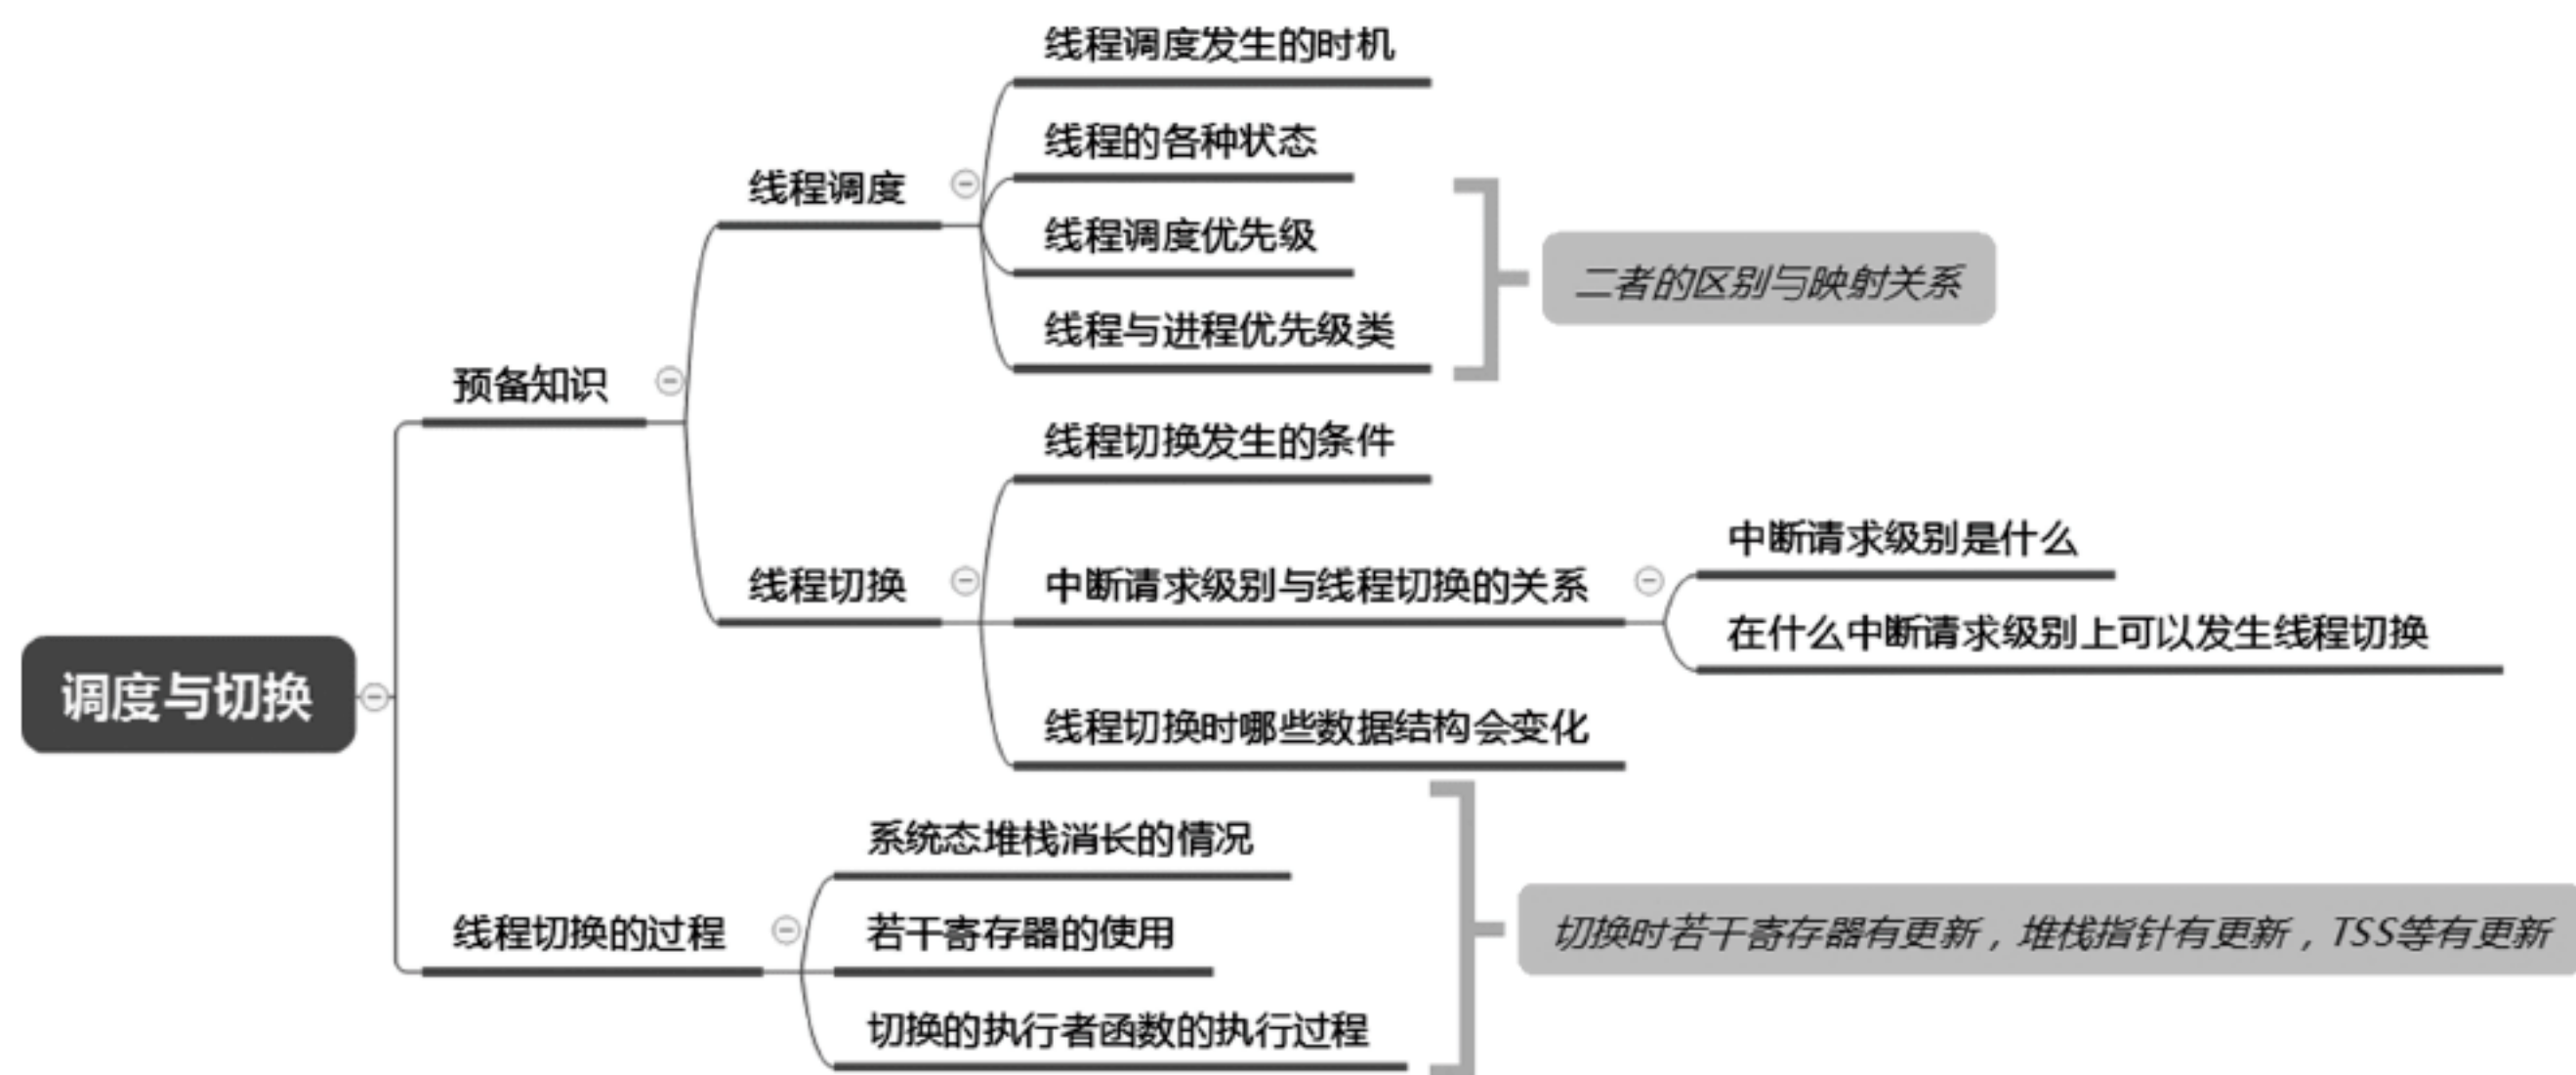 线程调度发生的时机
线程的各种状态
线程调度
线程调度优先级
二者的区别与映射关系
线程与进程优先级类
预备知识
线程切换发生的条件
中断请求级别是什么
线程切换
中断请求级别与线程切换的关系
在什么中断请求级别上可以发生线程切换
调度与切换
线程切换时哪些数据结构会变化
系统态堆栈消长的情况
线程切换的过程
若干寄存器的使用
切换时若干寄存器有更新，堆栈指针有更新，TSS等有更新
切换的执行者函数的执行过程